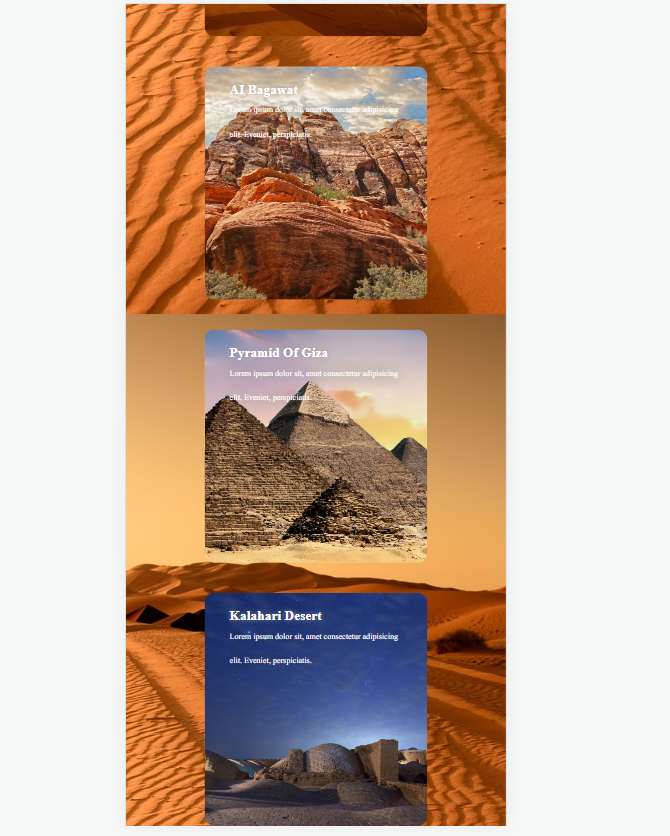 AI Bagawat
Lorem ipsum dolor sit, amet consectetur adipisicing
elit. Eveniet, perspiciatis.
Pyramid Of Giza
Lorem ipsum dolor sit, amet consectetur adipisicing
elit. Eveniet, perspiciatis.
Kalahari Desert
Lorem ipsum dolor sit, amet consectetur adipisicing
elit. Eveniet, perspiciatis.